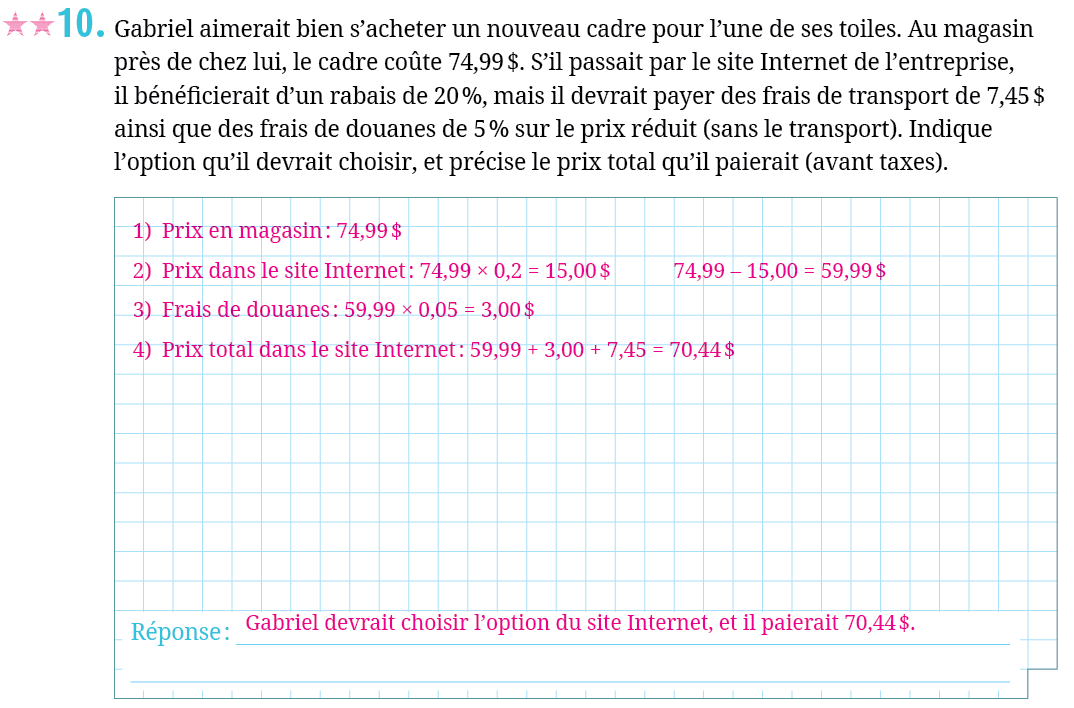 10. Gabriel aimerait bien s’acheter un nouveau cadre pour l’une de ses toiles. Au magasin
près de chez lui, le cadre coûte 74,99 $. S’il passait par le site Internet de l’entreprise,
il bénéficierait d’un rabais de 20 %, mais il devrait payer des frais de transport de 7,45 $
ainsi que des frais de douanes de 5 % sur le prix réduit (sans le transport). Indique
l’option qu’il devrait choisir, et précise le prix total qu’il paierait (avant taxes).
1) Prix en magasin : 74,99 $
2) Prix dans le site Internet : 74,99 × 0,2 = 15,00 $ 74,99 – 15,00 = 59,99 $
3) Frais de douanes : 59,99 × 0,05 = 3,00 $
4) Prix total dans le site Internet : 59,99 + 3,00 + 7,45 = 70,44 $
Réponse : Gabriel devrait choisir l’option du site Internet, et il paierait 70,44 $.